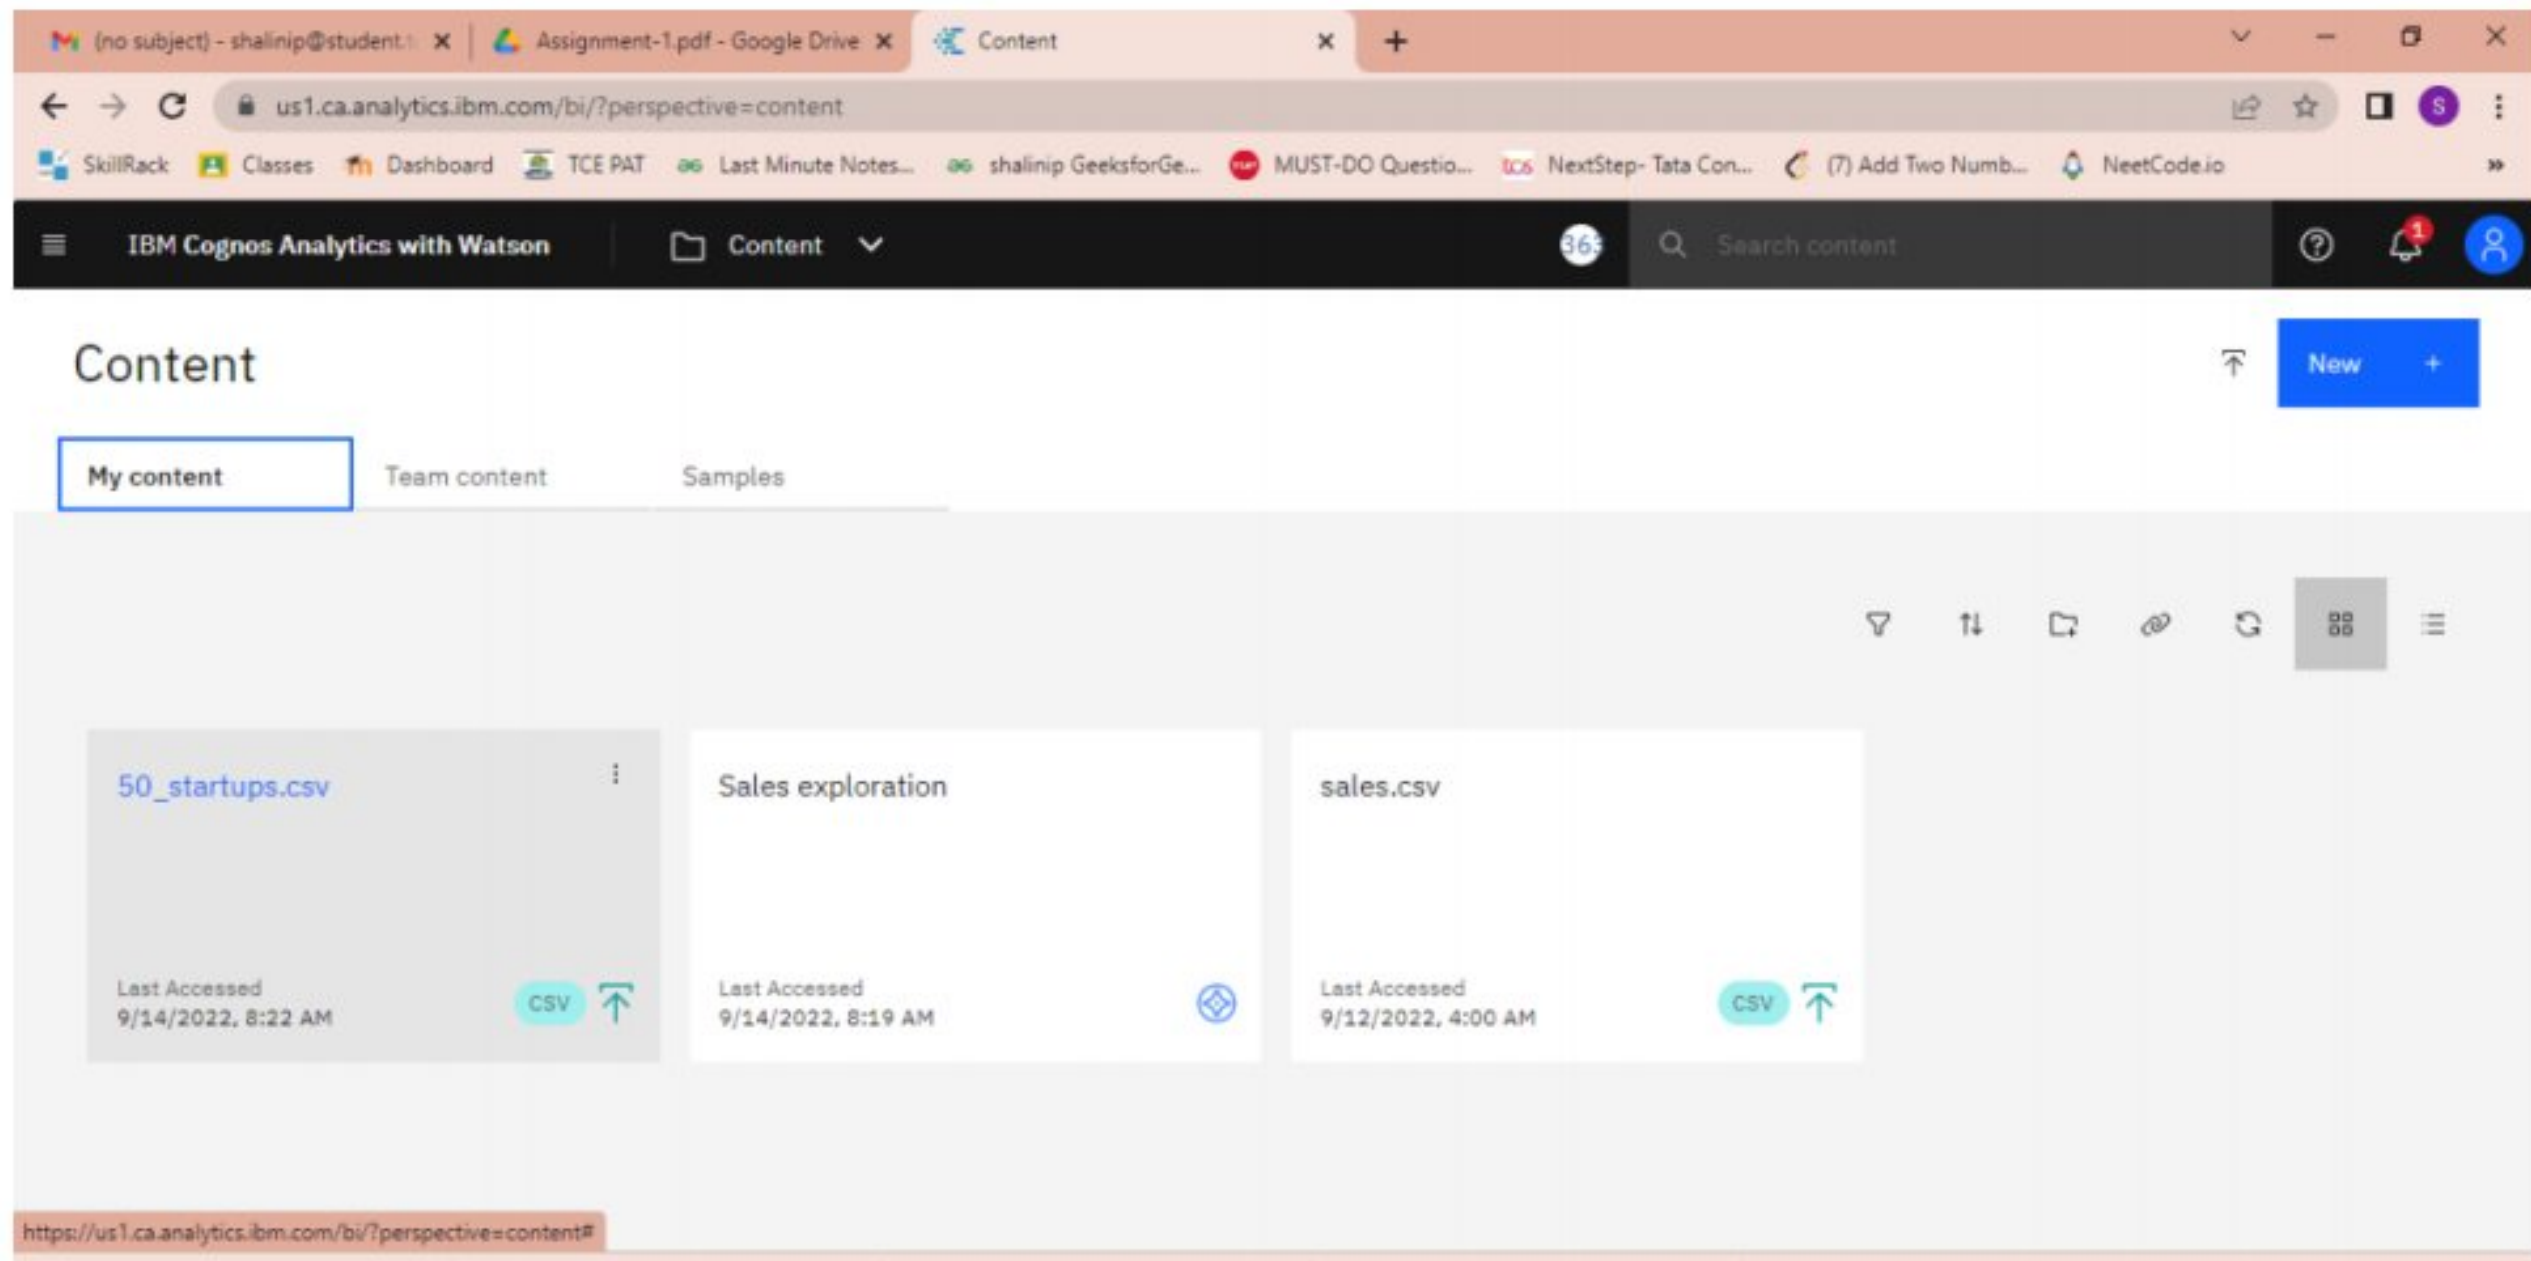 (no subject) - shalinip@student.t
Assignment-1.pdf - Google Drive
Content
us1.ca.analytics.ibm.com/bi/?perspective=content
S
SkillRack
Classes
Dashboard
TCE PAT
Last Minute Notes...
shalinip GeeksforGe...
MUST-DO Questio...
tcs NextStep- Tata Con...
(7) Add Two Numb...
NeetCode.io
»
IBM Cognos Analytics with Watson
Content
363
Search content
1
Content
New +
My content
Team content
Samples
50_startups.csv
Sales exploration
sales.csv
Last Accessed
9/14/2022, 8:22 AM
CSV
Last Accessed
9/14/2022, 8:19 AM
Last Accessed
9/12/2022, 4:00 AM
CSV
https://us1.ca.analytics.ibm.com/bi/?perspective=content#